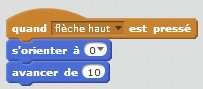 quand flèche haut est pressé
s'orienter à 0
avancer de 10